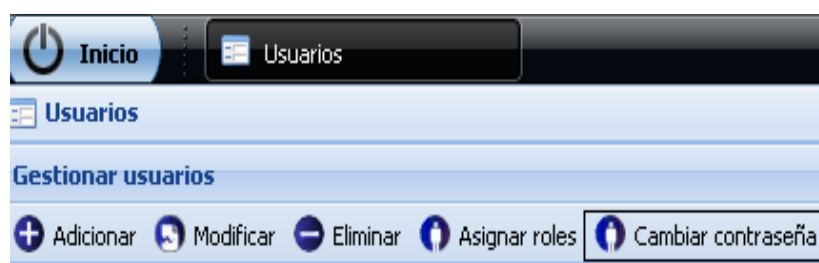 Inicio Usuarios
Usuarios
Gestionar usuarios
Adicionar Modificar Eliminar Asignar roles Cambiar contraseña